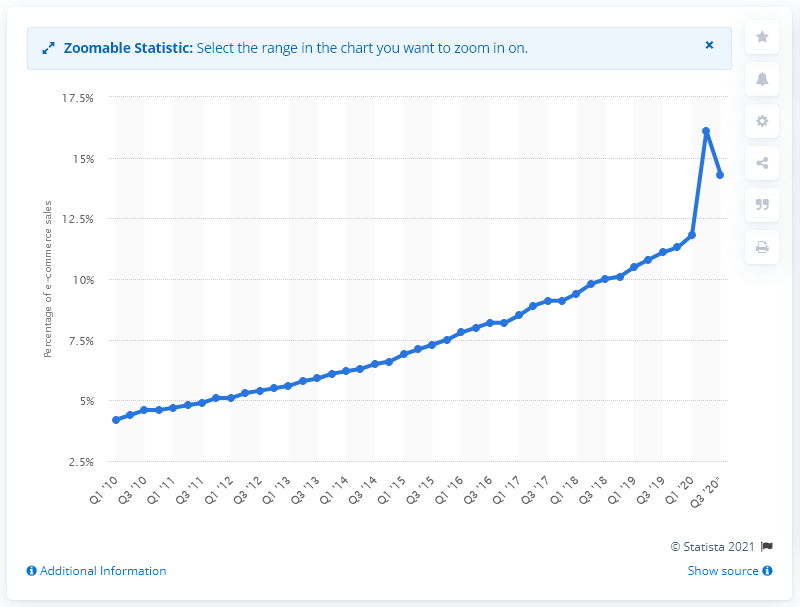 Zoomable Statistic: Select the range in the chart you want to zoom in on.
17.5%
15%
12.5%
10%
7.5%
5%
2.5%
Percentage of e-commerce sales
Q1 '10
Q3 '10
Q1 '11
Q3 '11
Q1 '12
Q3 '12
Q1 '13
Q3 '13
Q1 '14
Q3 '14
Q1 '15
Q3 '15
Q1 '16
Q3 '16
Q1 '17
Q3 '17
Q1 '18
Q3 '18
Q1 '19
Q3 '19
Q1 '20
Q3 '20*
© Statista 2021
Additional Information
Show source